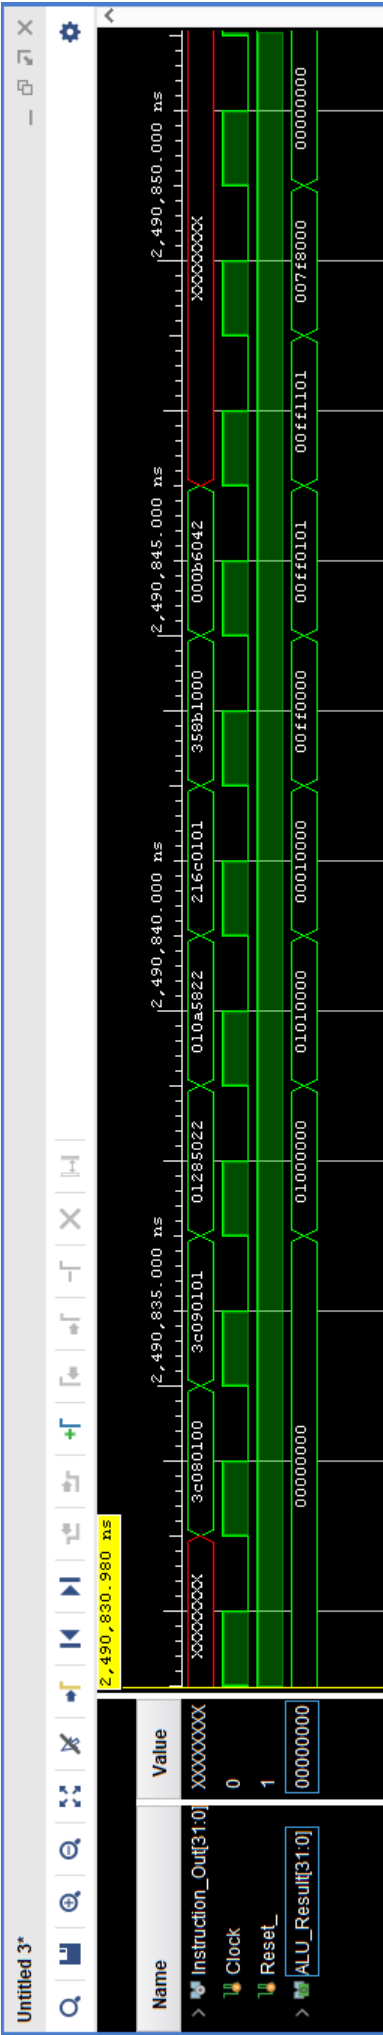 Untitled 3*
2,490,830.980 ns
Name
Value
2,490,835.000 ns
2,490,840.000 ns
2,490,845.000 ns
2,490,850.000 ns
Instruction_Out[31:0]
XXXXXXXX
XXXXXXXX
3c080100
3c090101
01285022
010a5822
216c0101
358b1000
000b6042
XXXXXXXX
Clock
0
Reset_
1
ALU_Result[31:0]
00000000
00000000
01000000
01010000
00010000
00ff0000
00ff0101
00ff1101
007f8000
00000000